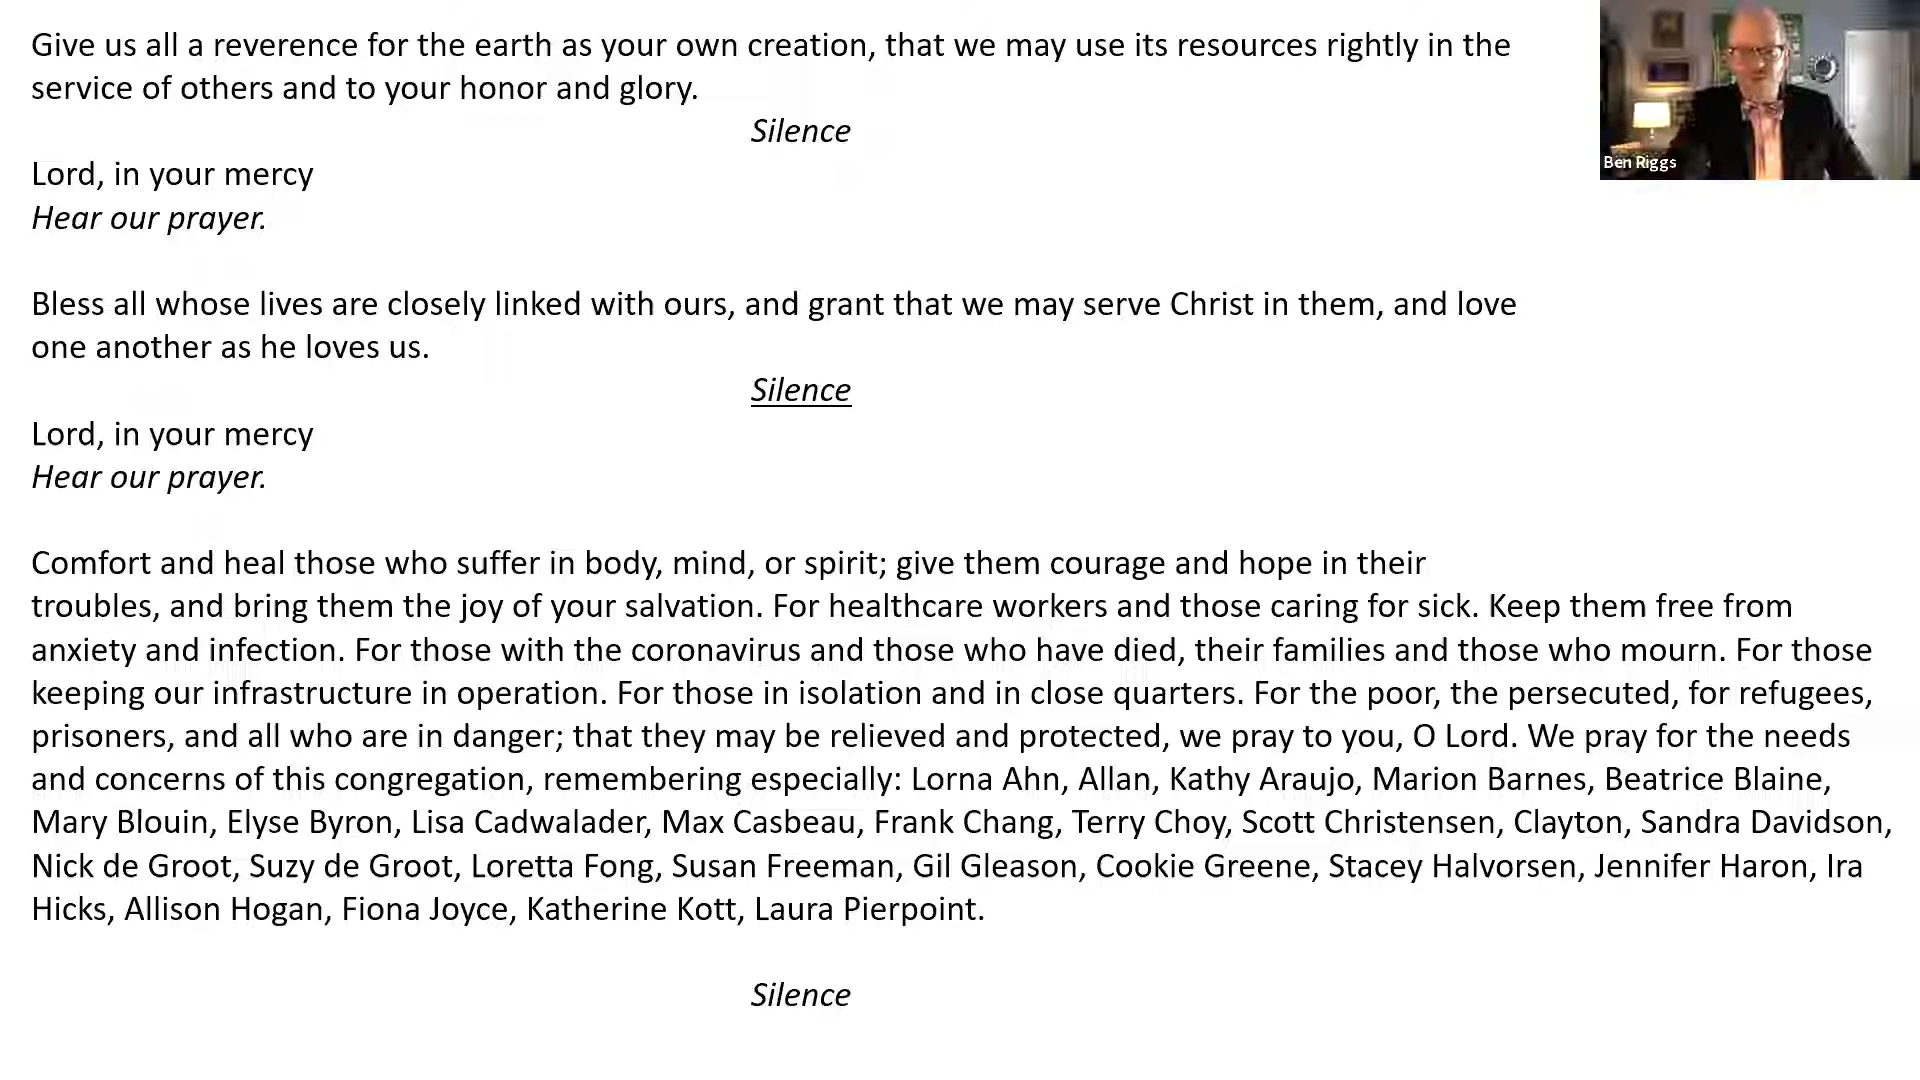 Give us all a reverence for the earth as your own creation, that we may use its resources rightly in the
service of others and to your honor and glory.
Silence
Lord, in your mercy
Hear our prayer.
Bless all whose lives are closely linked with ours, and grant that we may serve Christ in them, and love
one another as he loves us.
Silence
Lord, in your mercy
Hear our prayer.
Comfort and heal those who suffer in body, mind, or spirit; give them courage and hope in their
troubles, and bring them the joy of your salvation. For healthcare workers and those caring for sick. Keep them free from
anxiety and infection. For those with the coronavirus and those who have died, their families and those who mourn. For those
keeping our infrastructure in operation. For those in isolation and in close quarters. For the poor, the persecuted, for refugees,
prisoners, and all who are in danger; that they may be relieved and protected, we pray to you, O Lord. We pray for the needs
and concerns of this congregation, remembering especially: Lorna Ahn, Allan, Kathy Araujo, Marion Barnes, Beatrice Blaine,
Mary Blouin, Elyse Byron, Lisa Cadwalader, Max Casbeau, Frank Chang, Terry Choy, Scott Christensen, Clayton, Sandra Davidson,
Nick de Groot, Suzy de Groot, Loretta Fong, Susan Freeman, Gil Gleason, Cookie Greene, Stacey Halvorsen, Jennifer Haron, Ira
Hicks, Allison Hogan, Fiona Joyce, Katherine Kott, Laura Pierpoint.
Silence
Ben Riggs